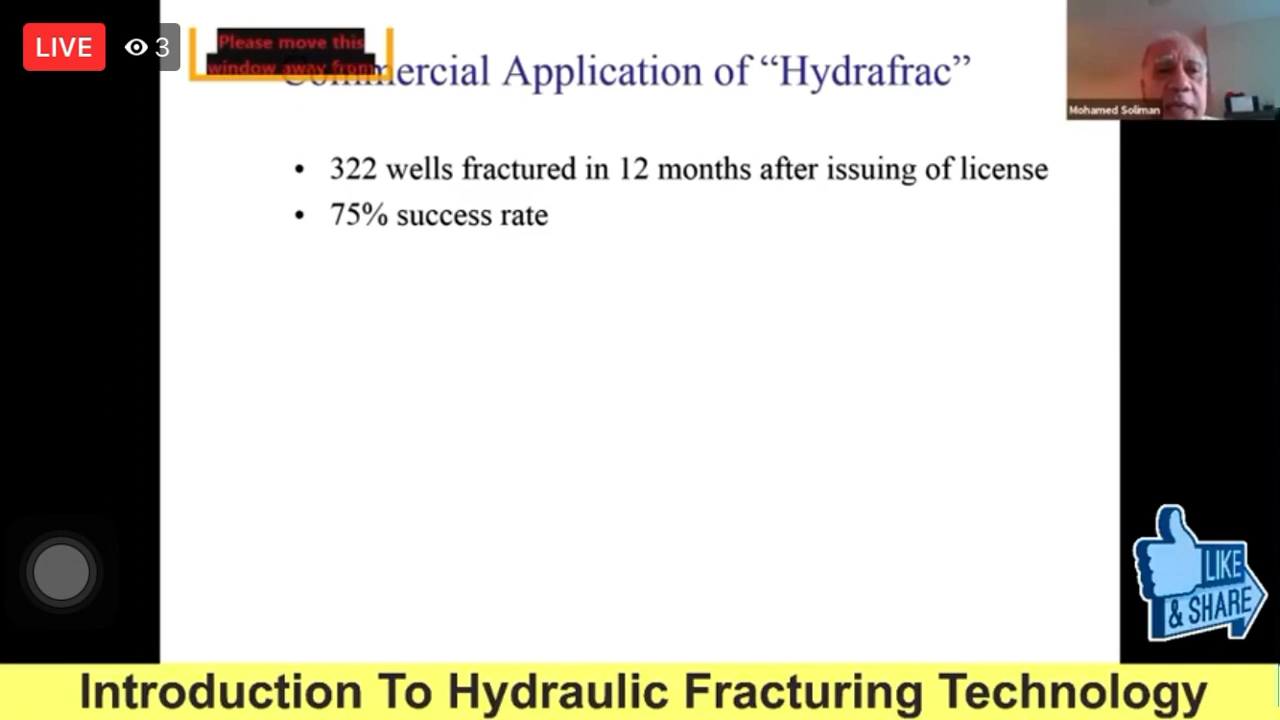 LIVE 3
Please move this
window away from
Commercial Application of “Hydrafrac”
Mohamed Soliman
• 322 wells fractured in 12 months after issuing of license
• 75% success rate
LIKE
& SHARE
Introduction To Hydraulic Fracturing Technology